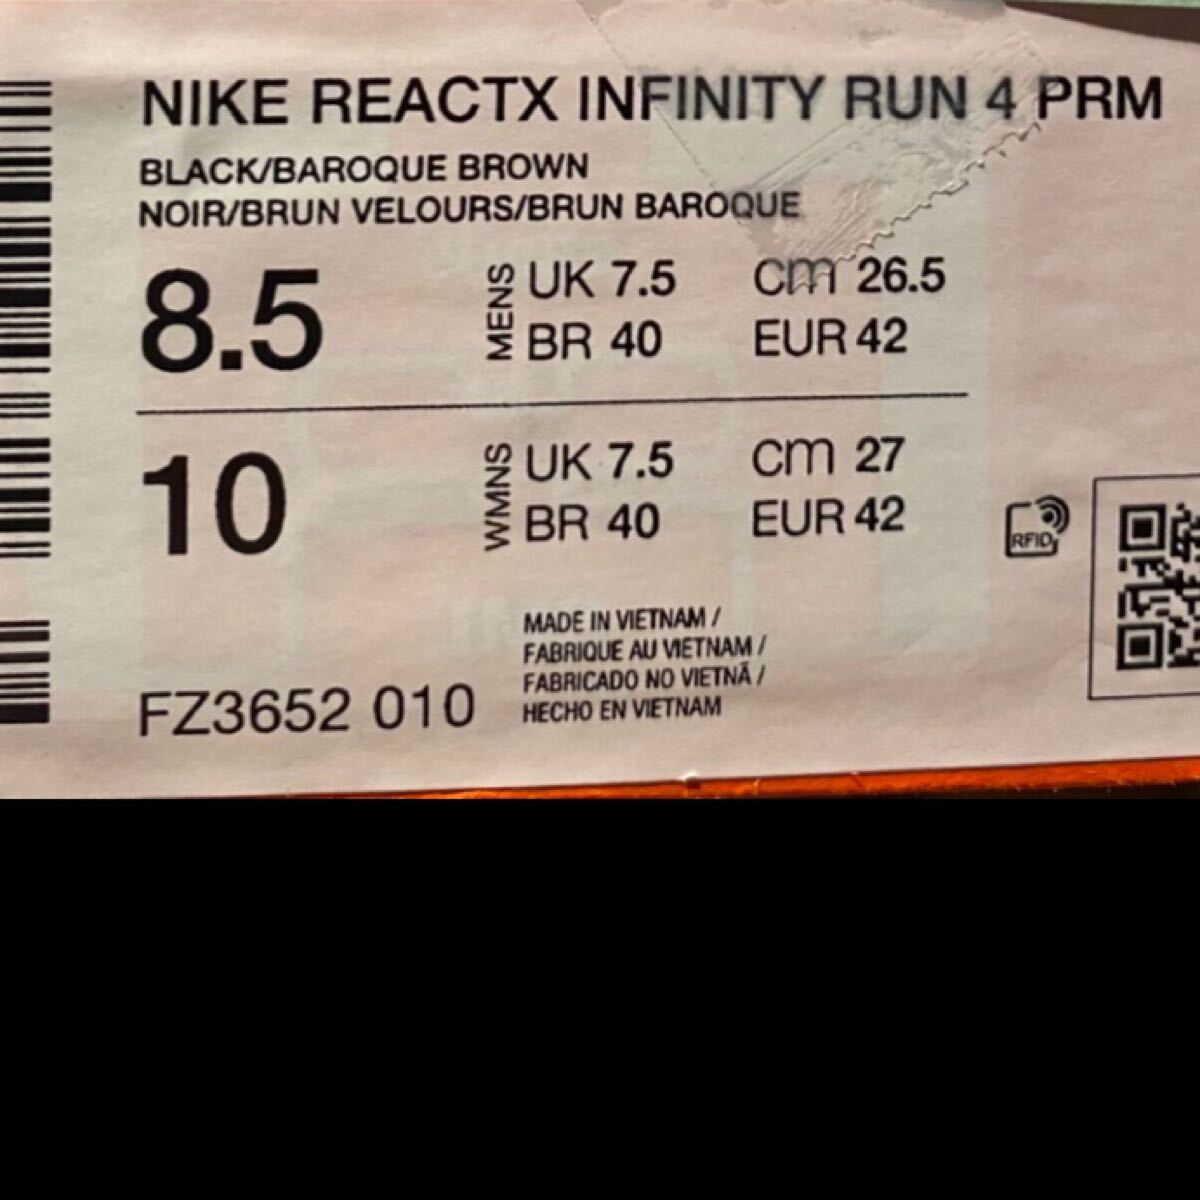 NIKE REACTX INFINITY RUN 4 PRM
BLACK/BAROQUE BROWN
NOIR/BRUN VELOURS/BRUN BAROQUE
8.5 MENS UK 7.5 cm 26.5
BR 40 EUR 42
10 WMNS UK 7.5 cm 27
BR 40 EUR 42
RFID
MADE IN VIETNAM /
FABRIQUE AU VIETNAM /
FABRICADO NO VIETNÃ /
HECHO EN VIETNAM
FZ3652 010